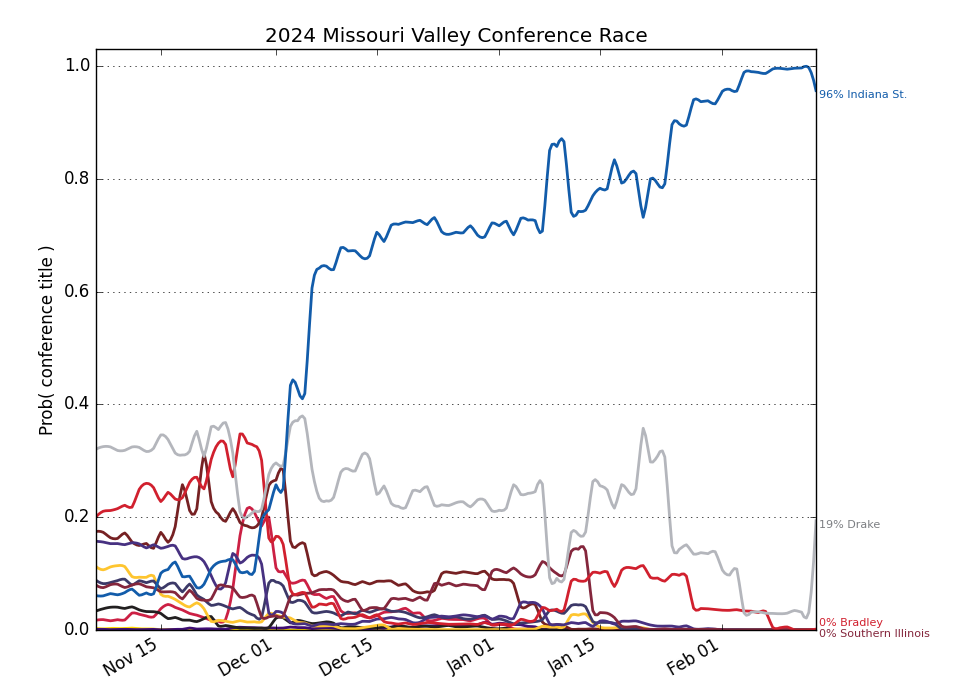 2024 Missouri Valley Conference Race
Prob( conference title )
1.0
0.8
0.6
0.4
0.2
0.0
96% Indiana St.
19% Drake
0% Bradley
0% Southern Illinois
Nov 15
Dec 01
Dec 15
Jan 01
Jan 15
Feb 01